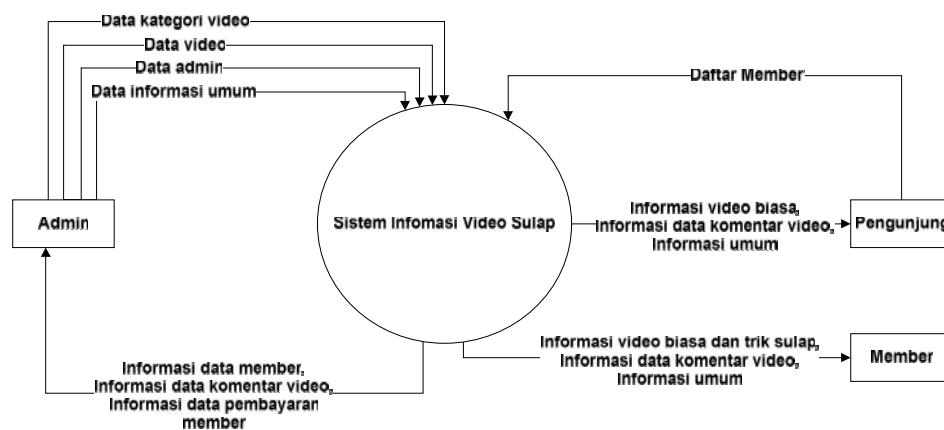 Data kategori video
Data video
Data admin
Data informasi umum
Daftar Member
Admin
Sistem Infomasi Video Sulap
Informasi video biasa,
Informasi data komentar video,
Informasi umum
Pengunjung
Informasi video biasa dan trik sulap,
Informasi data komentar video,
Informasi umum
Member
Informasi data member,
Informasi data komentar video,
Informasi data pembayaran
member